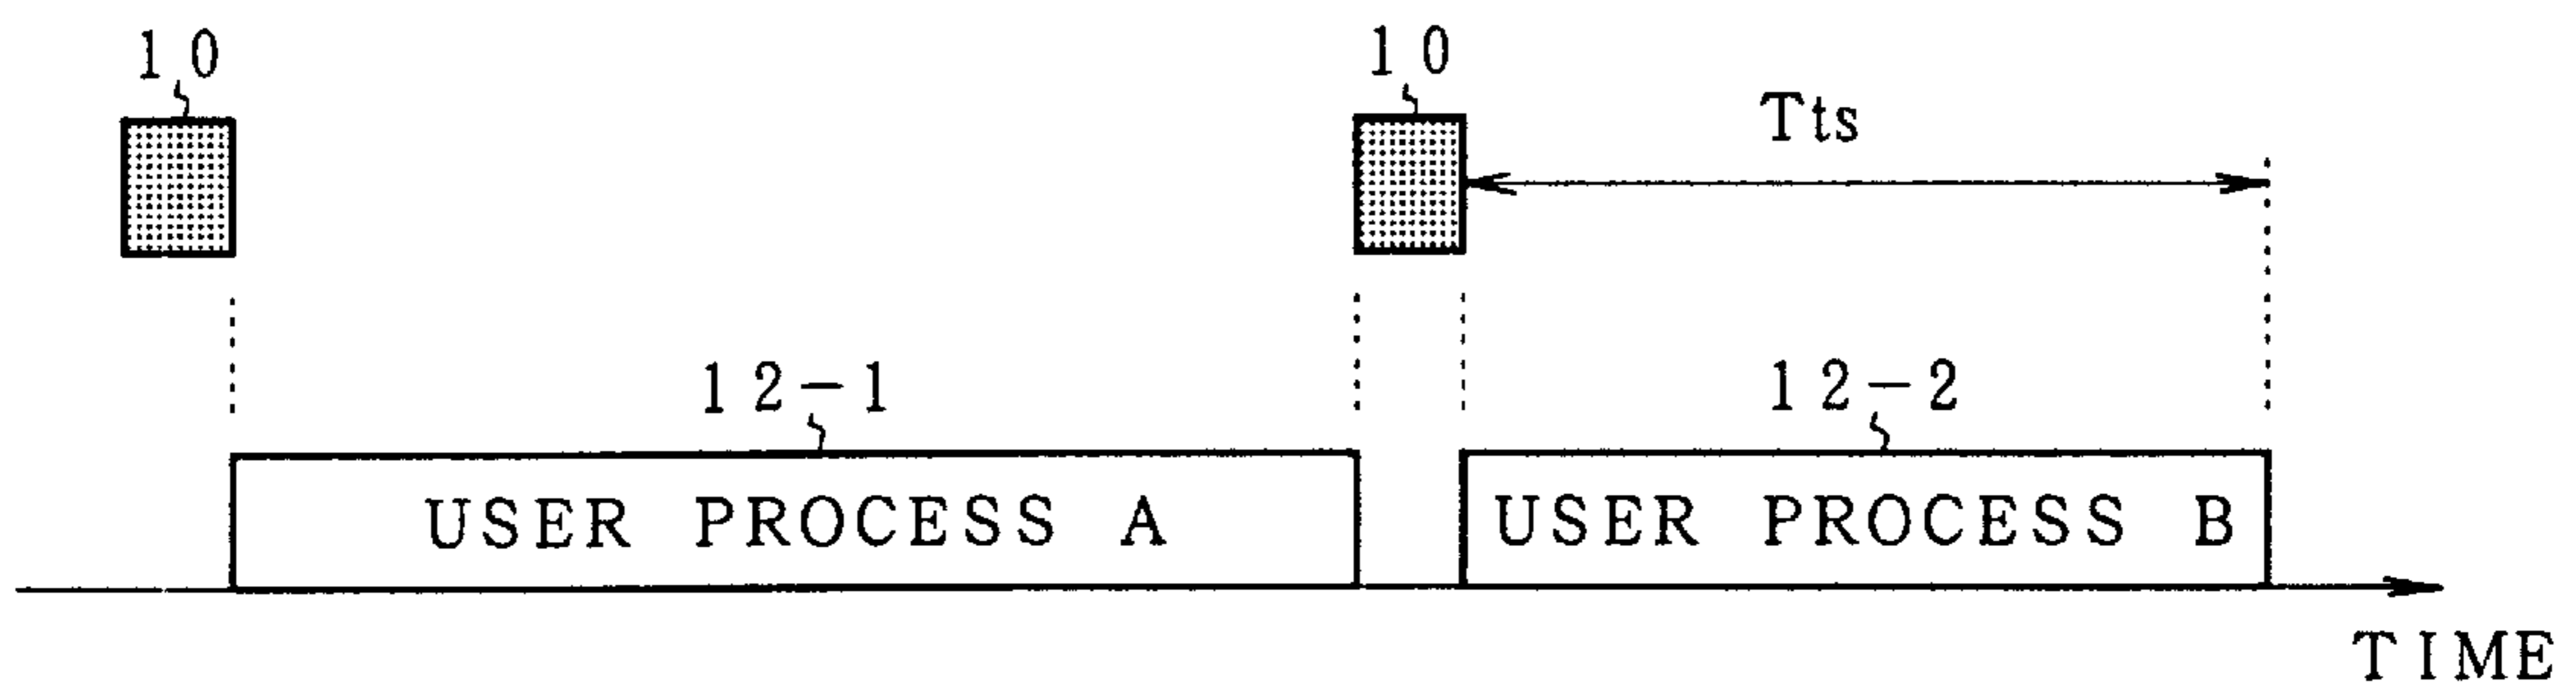 10 10
Tts
12-1 12-2
USER PROCESS A USER PROCESS B
TIME